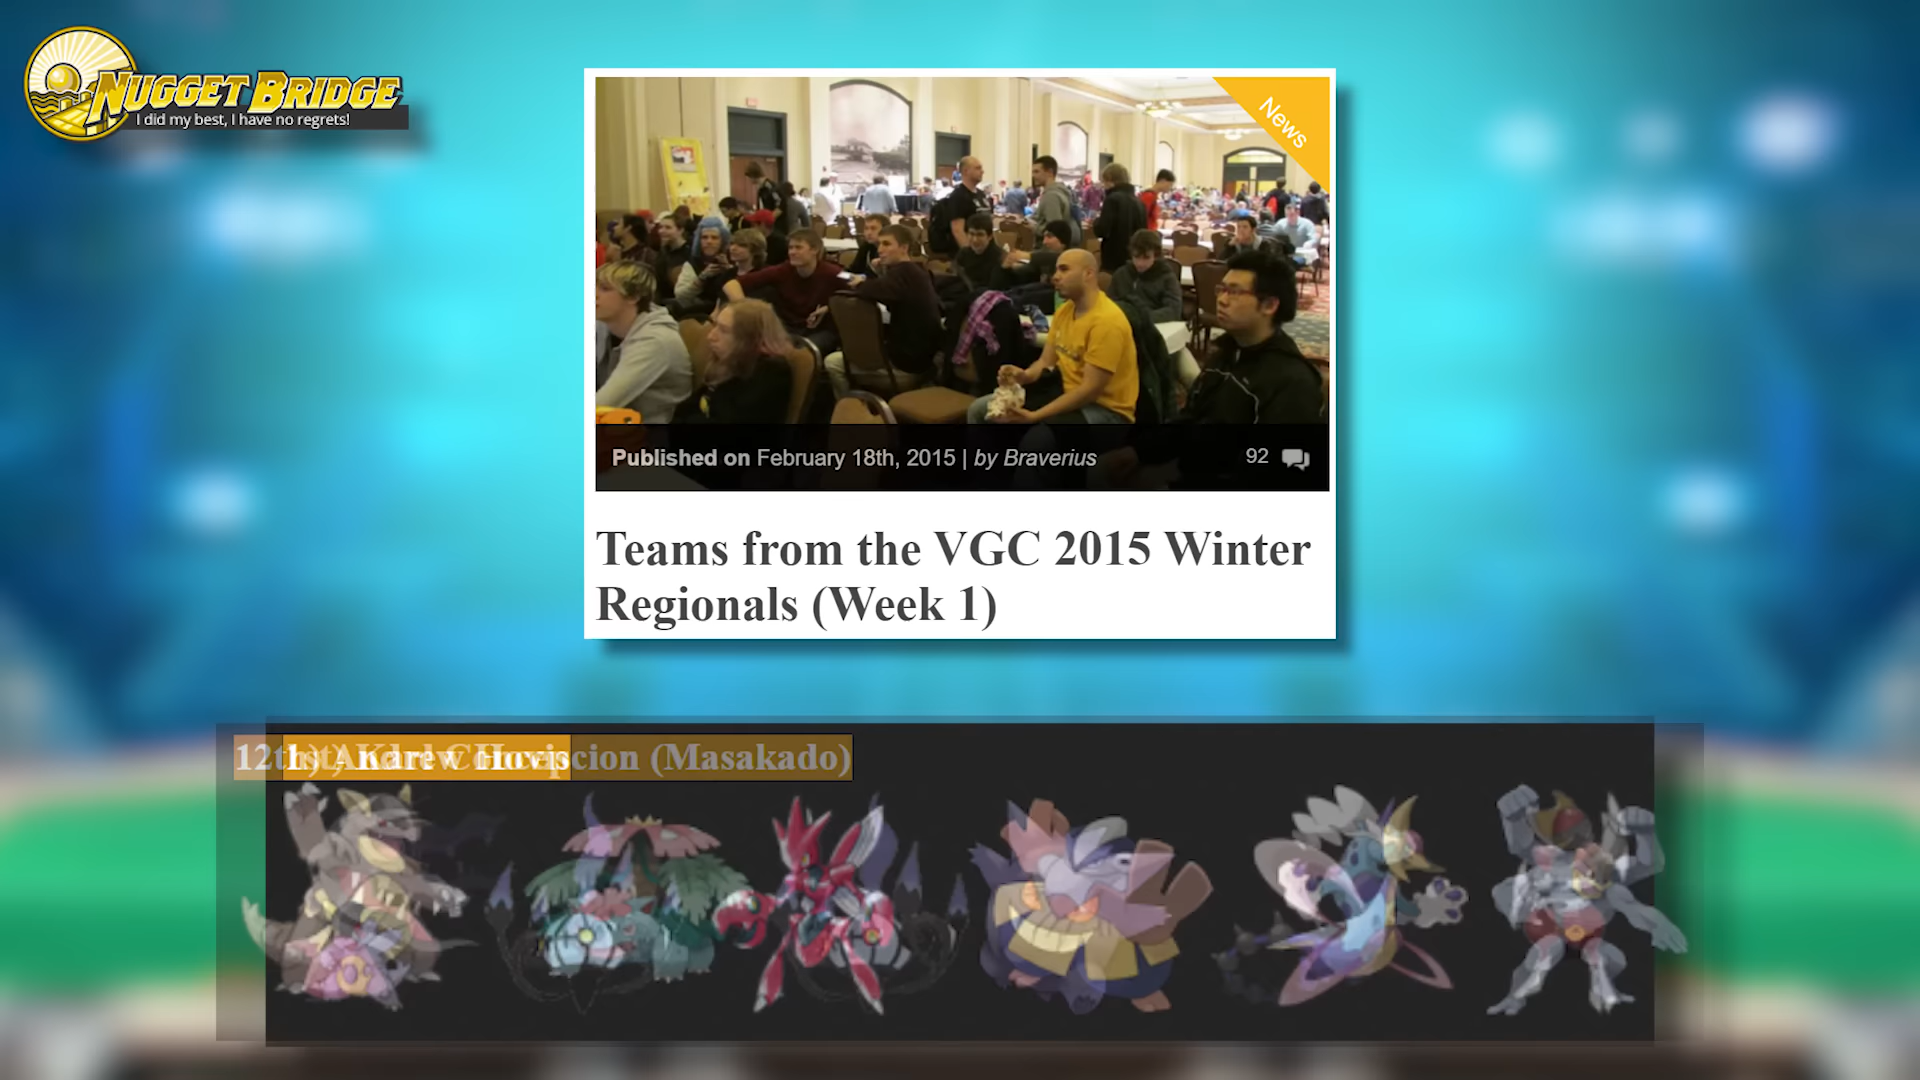 NUGGET BRIDGE
I did my best, I have no regrets!
News
Published on February 18th, 2015 | by Braverius
92
Teams from the VGC 2015 Winter
Regionals (Week 1)
(Masakado)